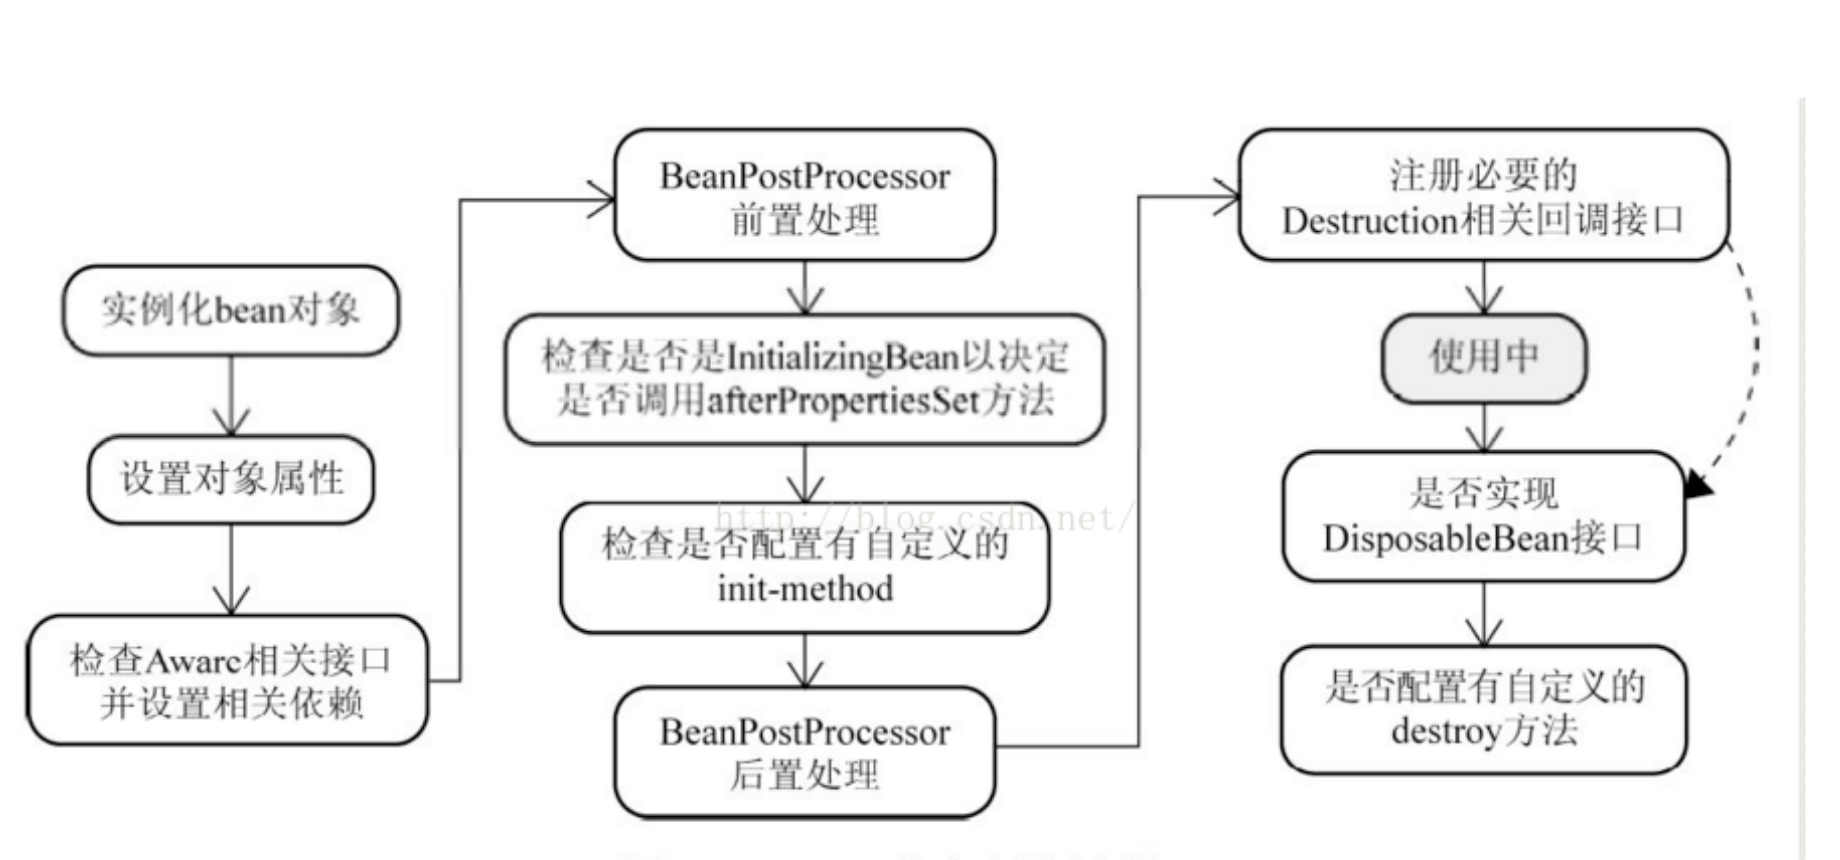 实例化bean对象
设置对象属性
检查Aware相关接口
并设置相关依赖
BeanPostProcessor
前置处理
检查是否是InitializingBean以决定
是否调用afterPropertiesSet方法
http://blog.csdn.net/
检查是否配置有自定义的
init-method
BeanPostProcessor
后置处理
注册必要的
Destruction相关回调接口
使用中
是否实现
DisposableBean接口
是否配置有自定义的
destroy方法